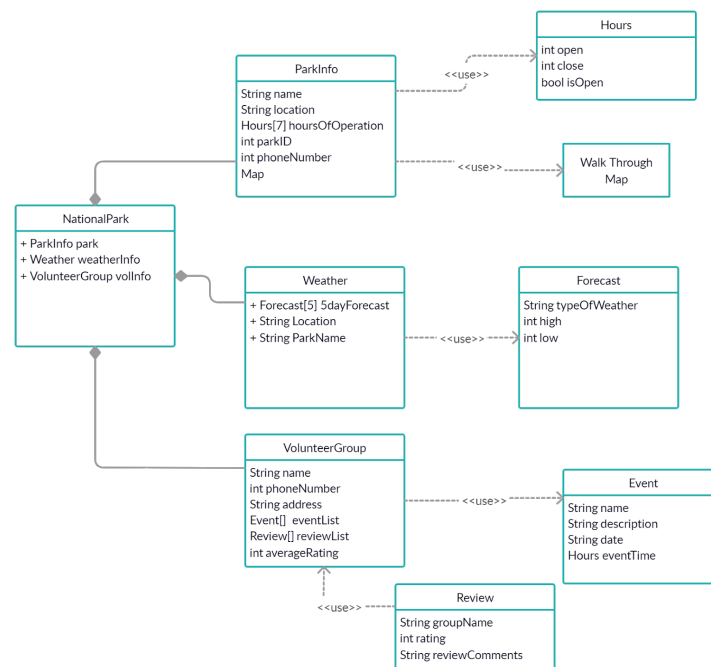 Hours
int open
int close
bool isOpen
ParkInfo
String name
String location
Hours[7] hoursOfOperation
int parkID
int phoneNumber
Map
<<use>>
<<use>>
Walk Through
Map
NationalPark
+ ParkInfo park
+ Weather weatherInfo
+ VolunteerGroup volInfo
Weather
+ Forecast[5] 5dayForecast
+ String Location
+ String ParkName
<<use>>
Forecast
String typeOfWeather
int high
int low
VolunteerGroup
String name
int phoneNumber
String address
Event[]  eventList
Review[] reviewList
int averageRating
<<use>>
Event
String name
String description
String date
Hours eventTime
<<use>>
Review
String groupName
int rating
String reviewComments